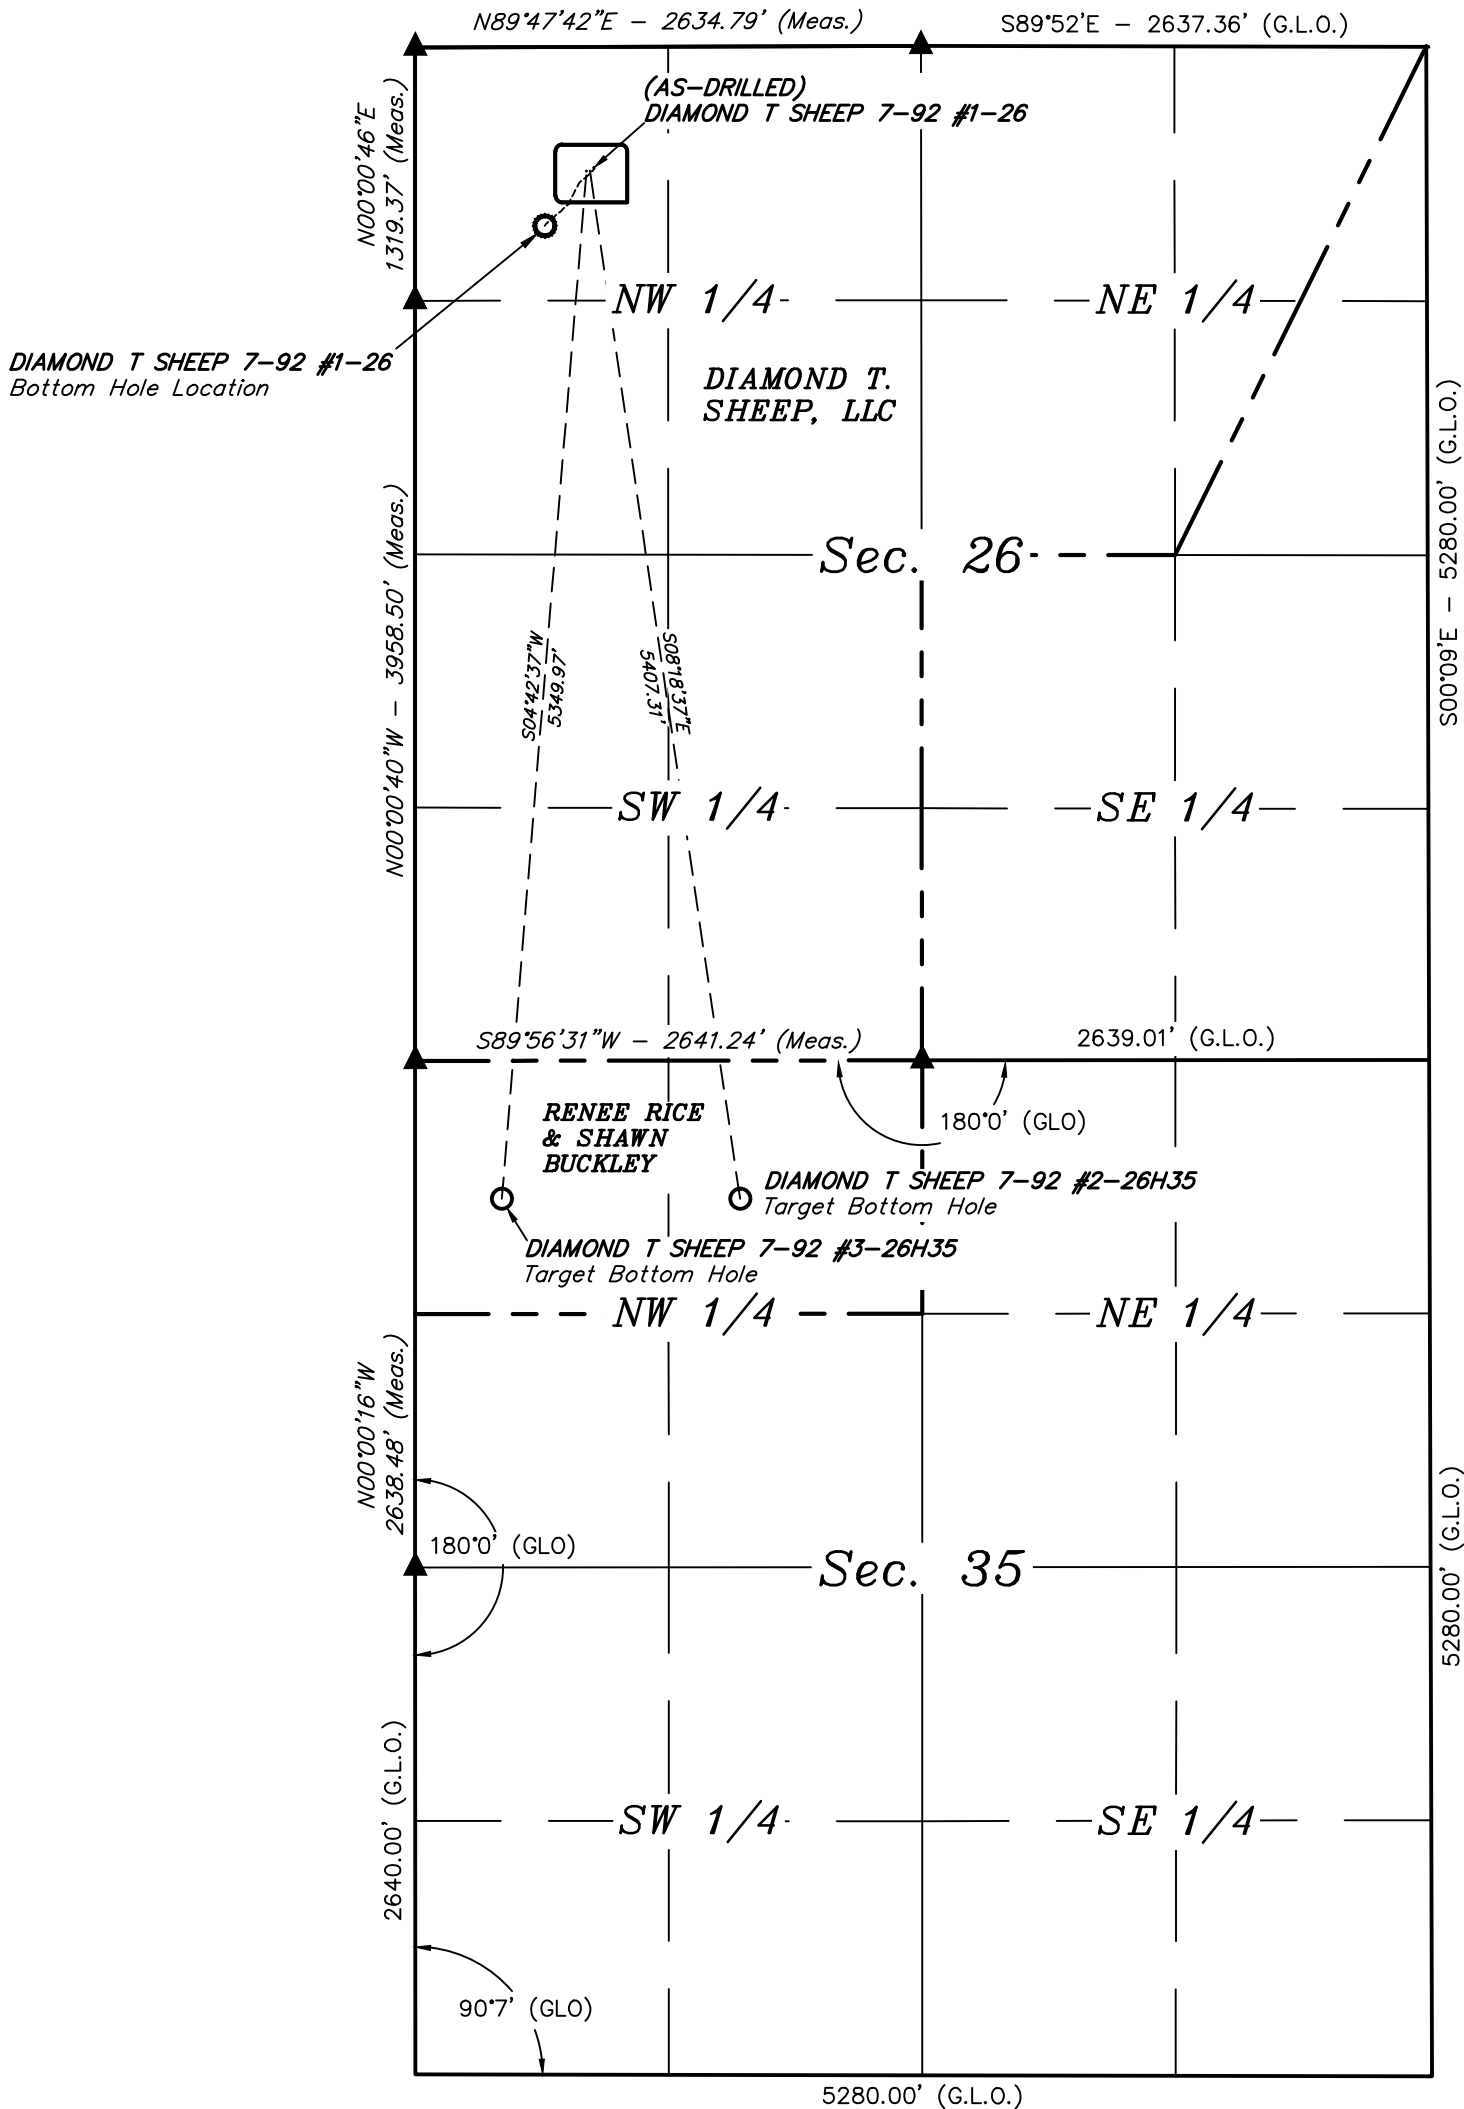 N89°47'42"E - 2634.79' (Meas.)
S89°52'E - 2637.36' (G.L.O.)
(AS-DRILLED)
DIAMOND T SHEEP 7-92 #1-26
N00°00'46"E
1319.37' (Meas.)
NW 1/4
NE 1/4
DIAMOND T SHEEP 7-92 #1-26
Bottom Hole Location
DIAMOND T.
SHEEP, LLC
S00°09'E - 5280.00' (G.L.O.)
N00°00'40"W - 3958.50' (Meas.)
Sec. 26
S04°42'37"W
5349.97'
S08°18'37"E
5407.31'
SW 1/4
SE 1/4
S89°56'31"W - 2641.24' (Meas.)
2639.01' (G.L.O.)
RENEE RICE
& SHAWN
BUCKLEY
180°0' (GLO)
DIAMOND T SHEEP 7-92 #2-26H35
Target Bottom Hole
DIAMOND T SHEEP 7-92 #3-26H35
Target Bottom Hole
NW 1/4
NE 1/4
N00°00'16"W
2638.48' (Meas.)
180°0' (GLO)
Sec. 35
5280.00' (G.L.O.)
2640.00' (G.L.O.)
SW 1/4
SE 1/4
90°7' (GLO)
5280.00' (G.L.O.)